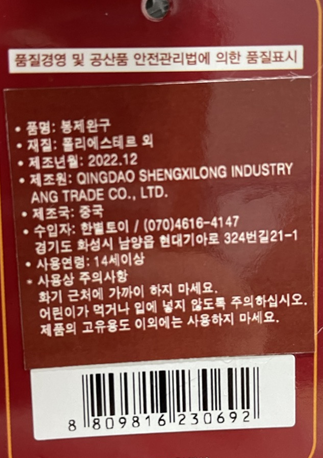 품질경영 및 공산품 안전관리법에 의한 품질표시
• 품명: 봉제완구
• 재질: 폴리에스테르 외
• 제조년월: 2022.12
• 제조원: QINGDAO SHENGXILONG INDUSTRY
ANG TRADE CO., LTD.
• 제조국: 중국
• 수입자: 한별토이 / (070)4616-4147
경기도 화성시 남양읍 현대기아로 324번길21-1
• 사용연령: 14세이상
* 사용상 주의사항
화기 근처에 가까이 하지 마세요.
어린이가 먹거나 입에 넣지 않도록 주의하십시오.
제품의 고유용도 이외에는 사용하지 마세요.
8 809816 230692